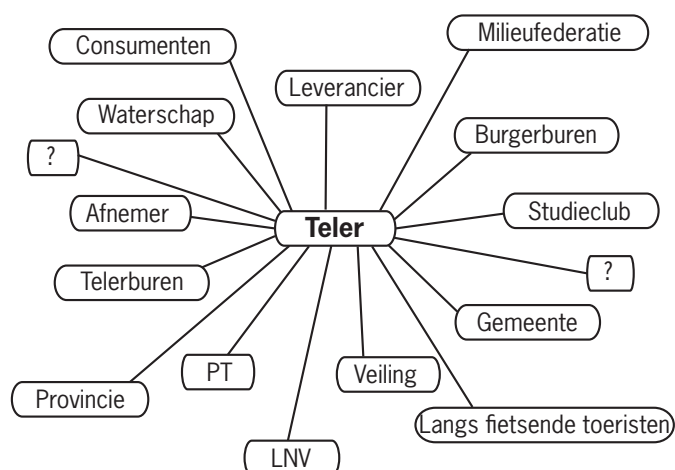 Milieufederatie
Consumenten
Leverancier
Waterschap
Burgerburen
?
Afnemer
Studieclub
Teler
?
Telerburen
Gemeente
PT
Veiling
Provincie
Langs fietsende toeristen
LNV